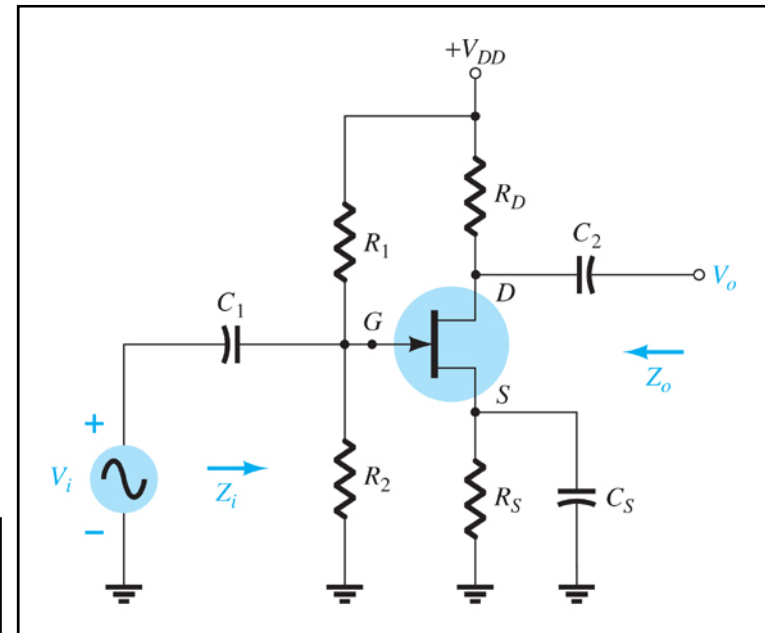 +V_DD
R_D
R_1
C_2
V_o
D
C_1
G
Z_o
S
+
V_i
Z_i
R_2
R_S
C_S
−